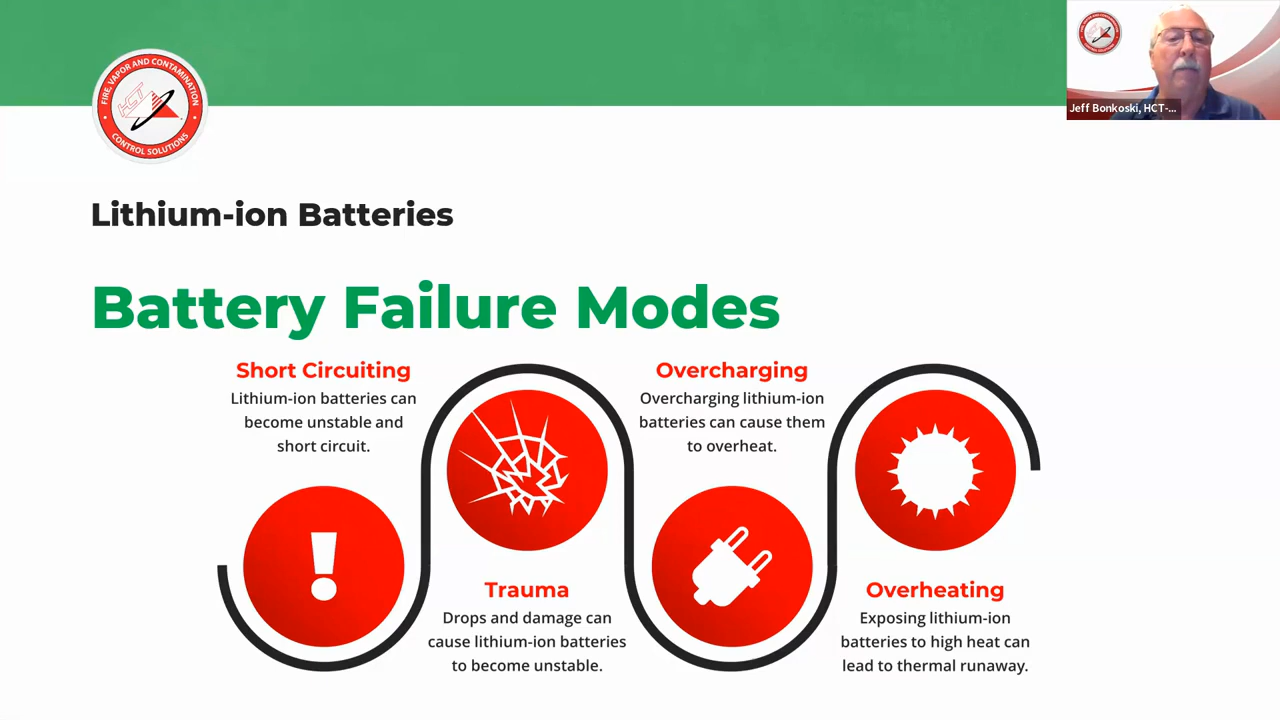 FIRE, VAPOR AND CONTAMINATION
HCT
CONTROL SOLUTIONS
Jeff Bonkoski, HCT-...
Lithium-ion Batteries
Battery Failure Modes
Short Circuiting
Lithium-ion batteries can
become unstable and
short circuit.
Trauma
Drops and damage can
cause lithium-ion batteries
to become unstable.
Overcharging
Overcharging lithium-ion
batteries can cause them
to overheat.
Overheating
Exposing lithium-ion
batteries to high heat can
lead to thermal runaway.